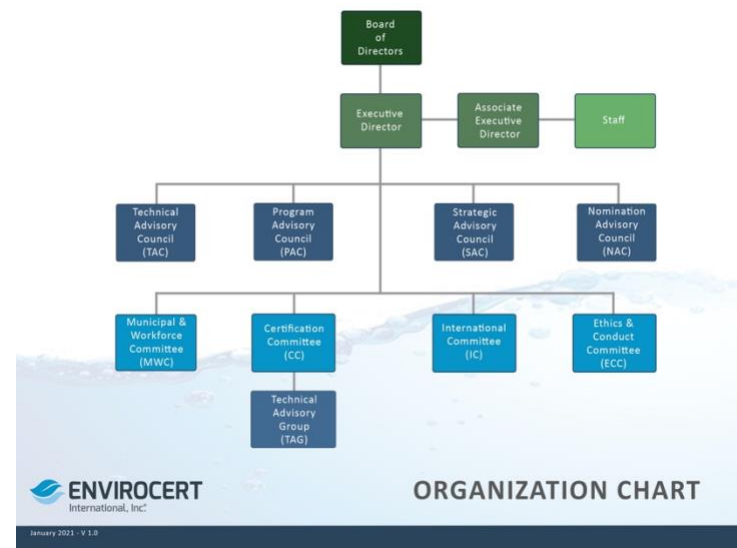 Board
of
Directors
Executive
Director
Associate
Executive
Director
Staff
Technical
Advisory
Council
(TAC)
Program
Advisory
Council
(PAC)
Strategic
Advisory
Council
(SAC)
Nomination
Advisory
Council
(NAC)
Municipal &
Workforce
Committee
(MWC)
Certification
Committee
(CC)
International
Committee
(IC)
Ethics &
Conduct
Committee
(ECC)
Technical
Advisory
Group
(TAG)
ENVIROCERT
International, Inc.
ORGANIZATION CHART
January 2021 - V 1.0